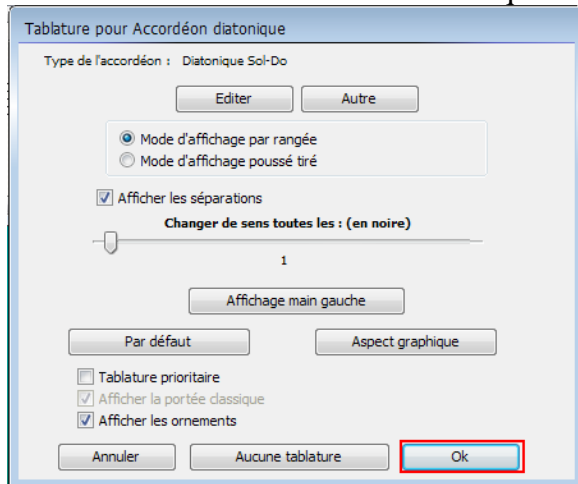 Tablature pour Accordéon diatonique
Type de l'accordéon : Diatonique Sol-Do
Editer Autre
Mode d'affichage par rangée
Mode d'affichage poussé tiré
Afficher les séparations
Changer de sens toutes les : (en noire)
1
Affichage main gauche
Par défaut Aspect graphique
Tablature prioritaire
Afficher la portée classique
Afficher les ornements
Annuler Aucune tablature Ok